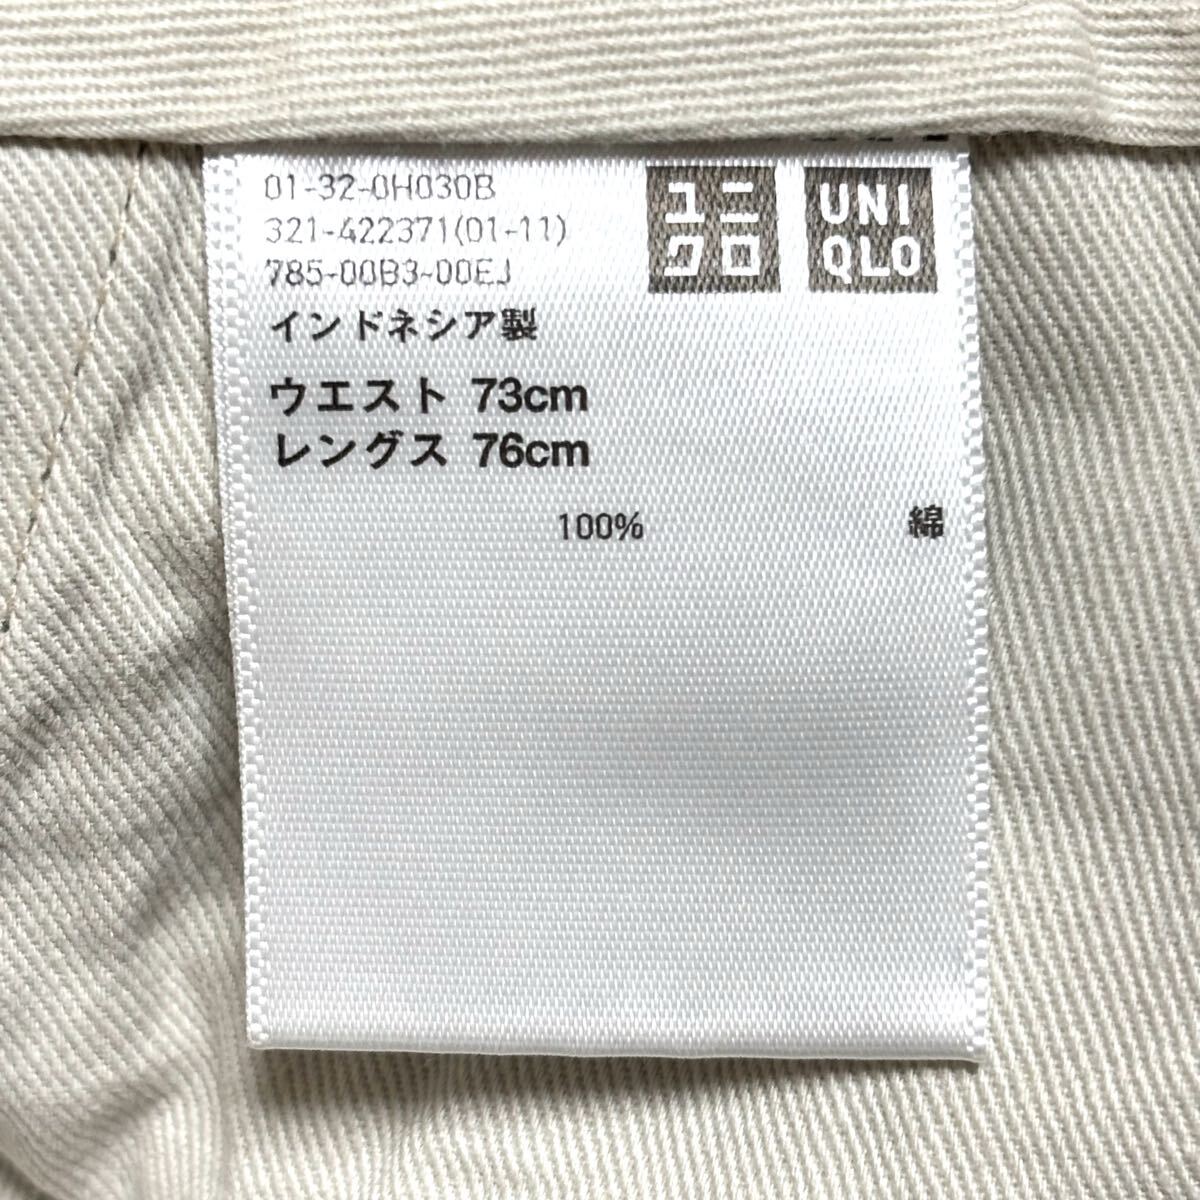 01-32-0H030B
321-422371(01-11)
785-00B3-00EJ
ユニ
クロ
UNI
QLO
インドネシア製
ウエスト 73cm
レングス 76cm
100% 綿